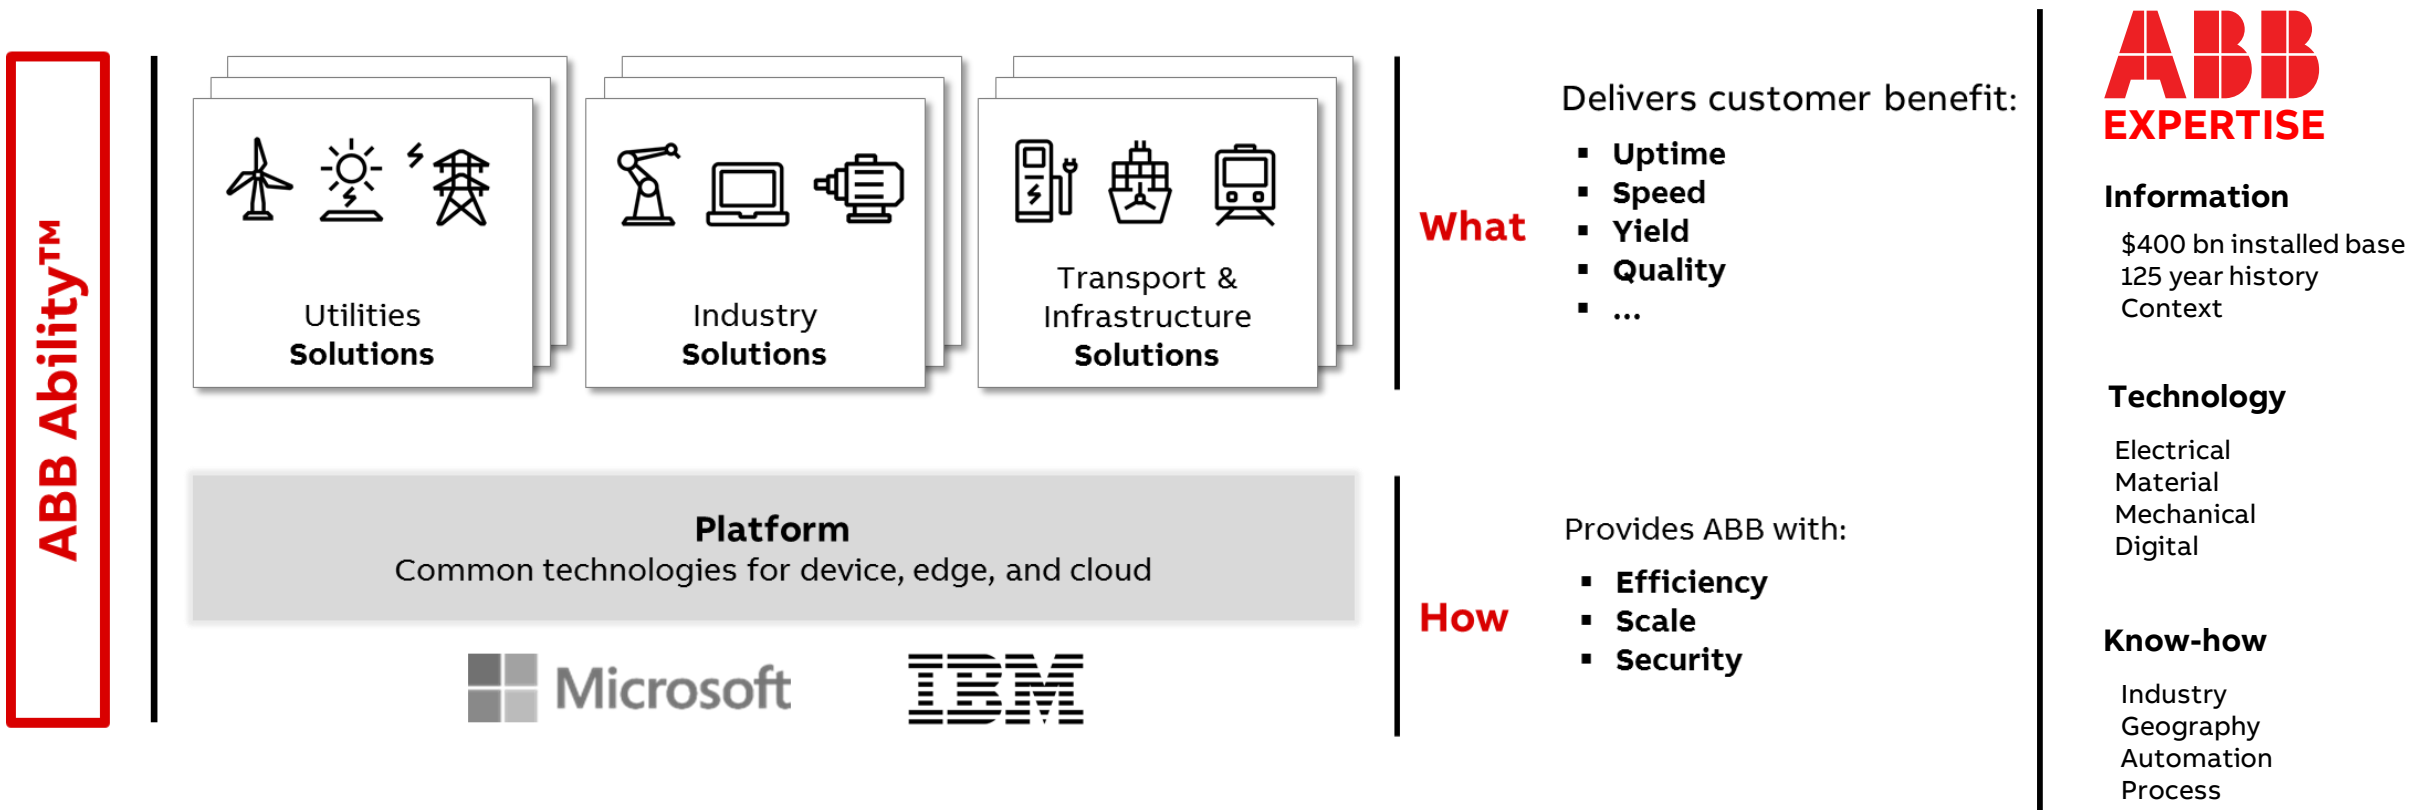 ABB Ability™
Utilities
Solutions
Industry
Solutions
Transport &
Infrastructure
Solutions
What
Delivers customer benefit:
▪ Uptime
▪ Speed
▪ Yield
▪ Quality
▪ ...
Platform
Common technologies for device, edge, and cloud
Microsoft
IBM
How
Provides ABB with:
▪ Efficiency
▪ Scale
▪ Security
ABB
EXPERTISE
Information
$400 bn installed base
125 year history
Context
Technology
Electrical
Material
Mechanical
Digital
Know-how
Industry
Geography
Automation
Process